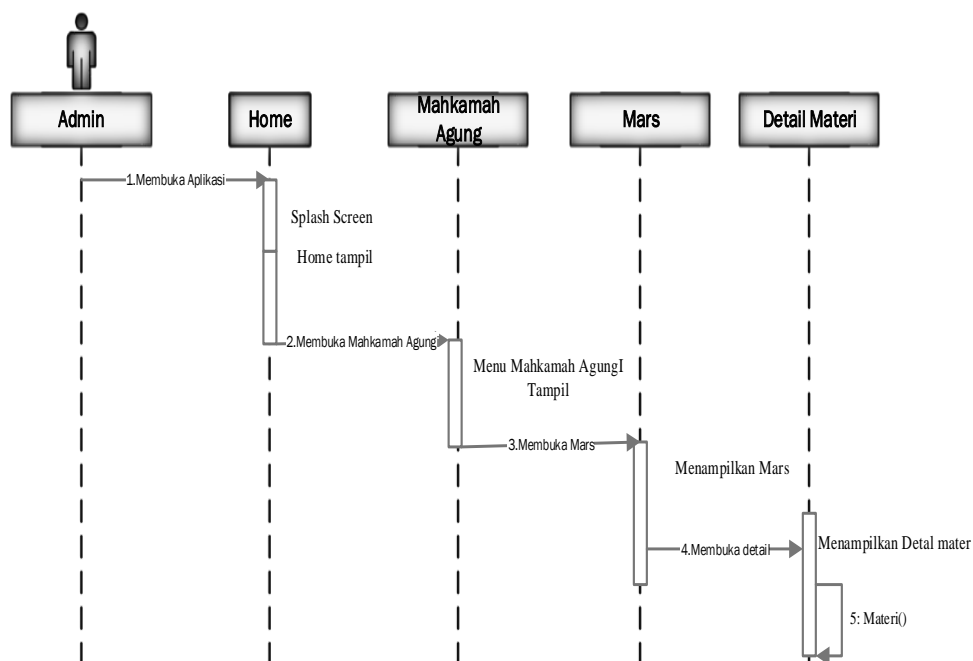 Admin
Home
Mahkamah
Agung
Mars
Detail Materi
1.Membuka Aplikasi
Splash Screen
Home tampil
2.Membuka Mahkamah Agungi
Menu Mahkamah AgungI
Tampil
3.Membuka Mars
Menampilkan Mars
4.Membuka detail
Menampilkan Detal mater
5: Materi()